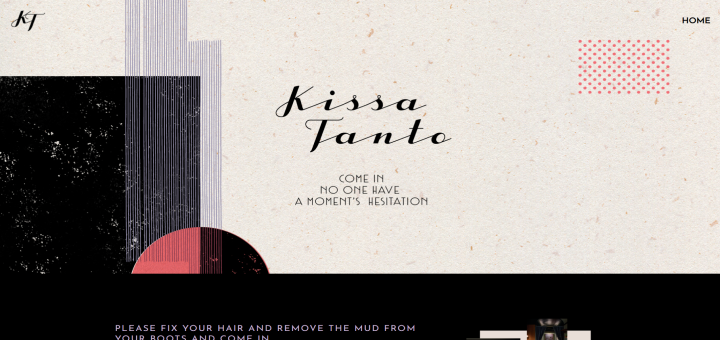 KT
HOME
Kissa
Tanto
COME IN
NO ONE HAVE
A MOMENT'S HESITATION
PLEASE FIX YOUR HAIR AND REMOVE THE MUD FROM
YOUR BOOTS AND COME IN